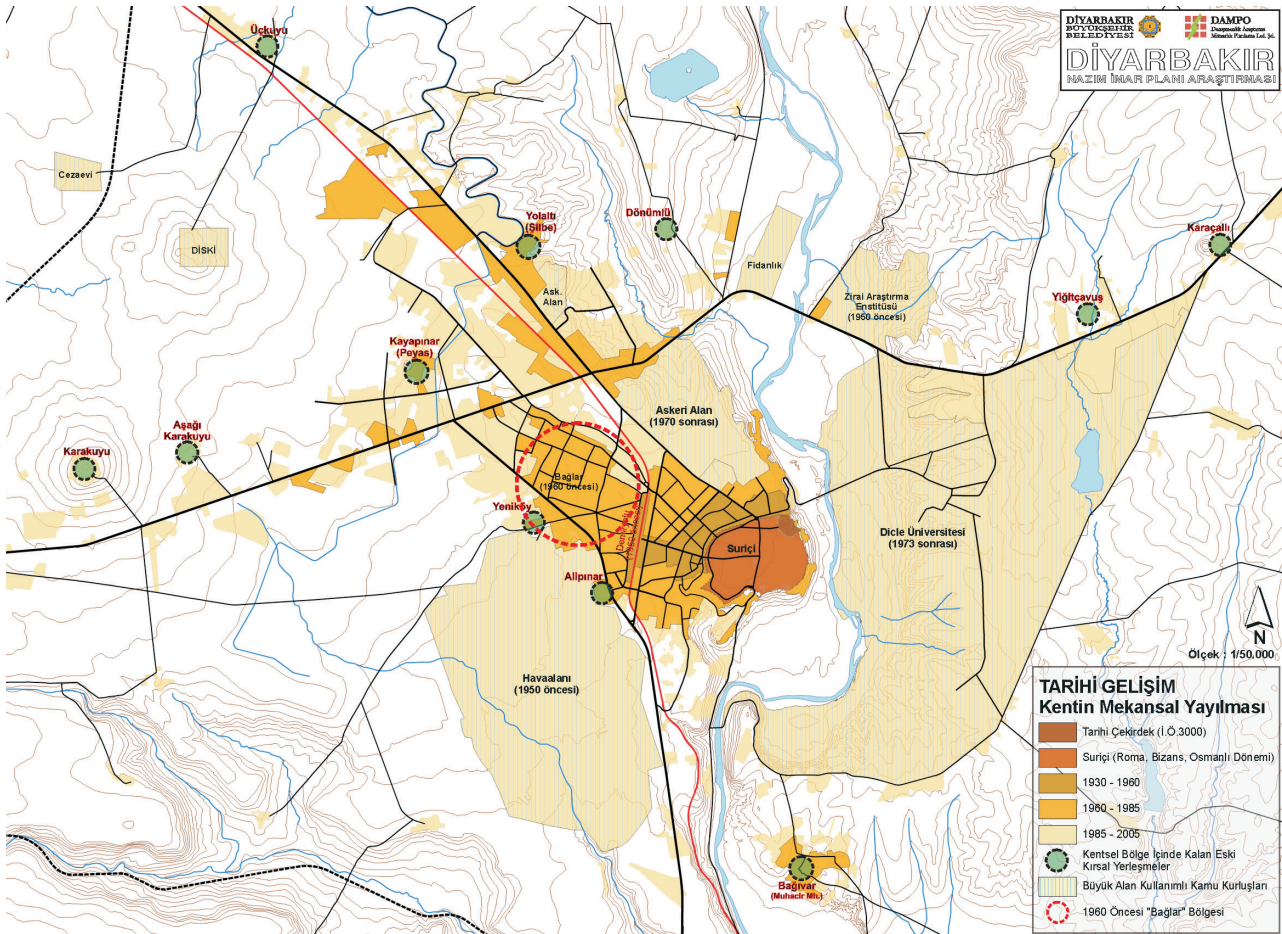 DİYARBAKIR
BÜYÜKŞEHİR
BELEDİYESİ
DAMPO
DİYARBAKIR
NAZIM İMAR PLANI ARAŞTIRMASI
Üçkuyu
Cezaevi
DİSKİ
Yolaltı
(Şilbe)
Dönümlü
Karaçallı
Fidanlık
Ask.
Alan
Zirai Araştırma
Enstitüsü
(1960 öncesi)
Yiğitçavuş
Kayapınar
(Peyas)
Askeri Alan
(1970 sonrası)
Aşağı
Karakuyu
Karakuyu
Bağlar
(1960 öncesi)
Yeniköy
Dicle Üniversitesi
(1973 sonrası)
Suriçi
Alipınar
Havaalanı
(1950 öncesi)
Bağıvar
(Muhacir Mh.)
N
Ölçek : 1/50.000
TARİHİ GELİŞİM
Kentin Mekansal Yayılması
Tarihi Çekirdek (İ.Ö.3000)
Suriçi (Roma, Bizans, Osmanlı Dönemi)
1930 - 1960
1960 - 1985
1985 - 2005
Kentsel Bölge İçinde Kalan Eski
Kırsal Yerleşmeler
Büyük Alan Kullanımlı Kamu Kurluşları
1960 Öncesi "Bağlar" Bölgesi